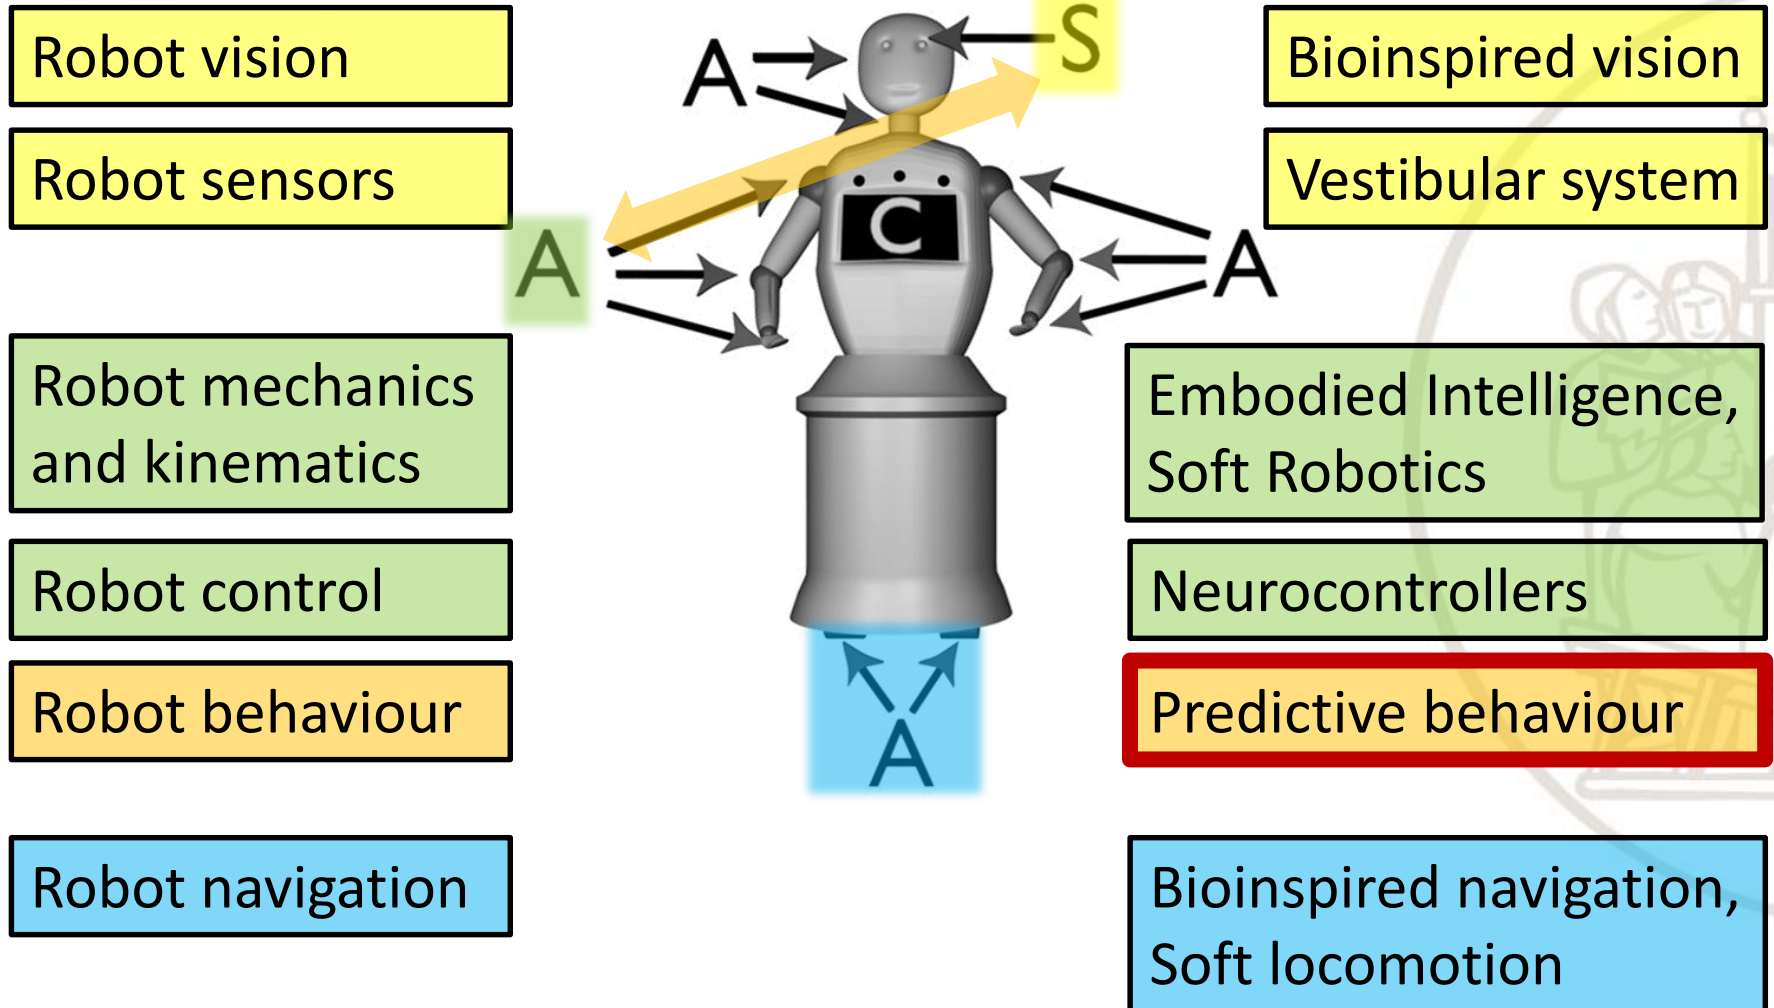 Robot vision
Robot sensors
Robot mechanics
and kinematics
Robot control
Robot behaviour
Robot navigation
A
S
A
C
A
A
Bioinspired vision
Vestibular system
Embodied Intelligence,
Soft Robotics
Neurocontrollers
Predictive behaviour
Bioinspired navigation,
Soft locomotion